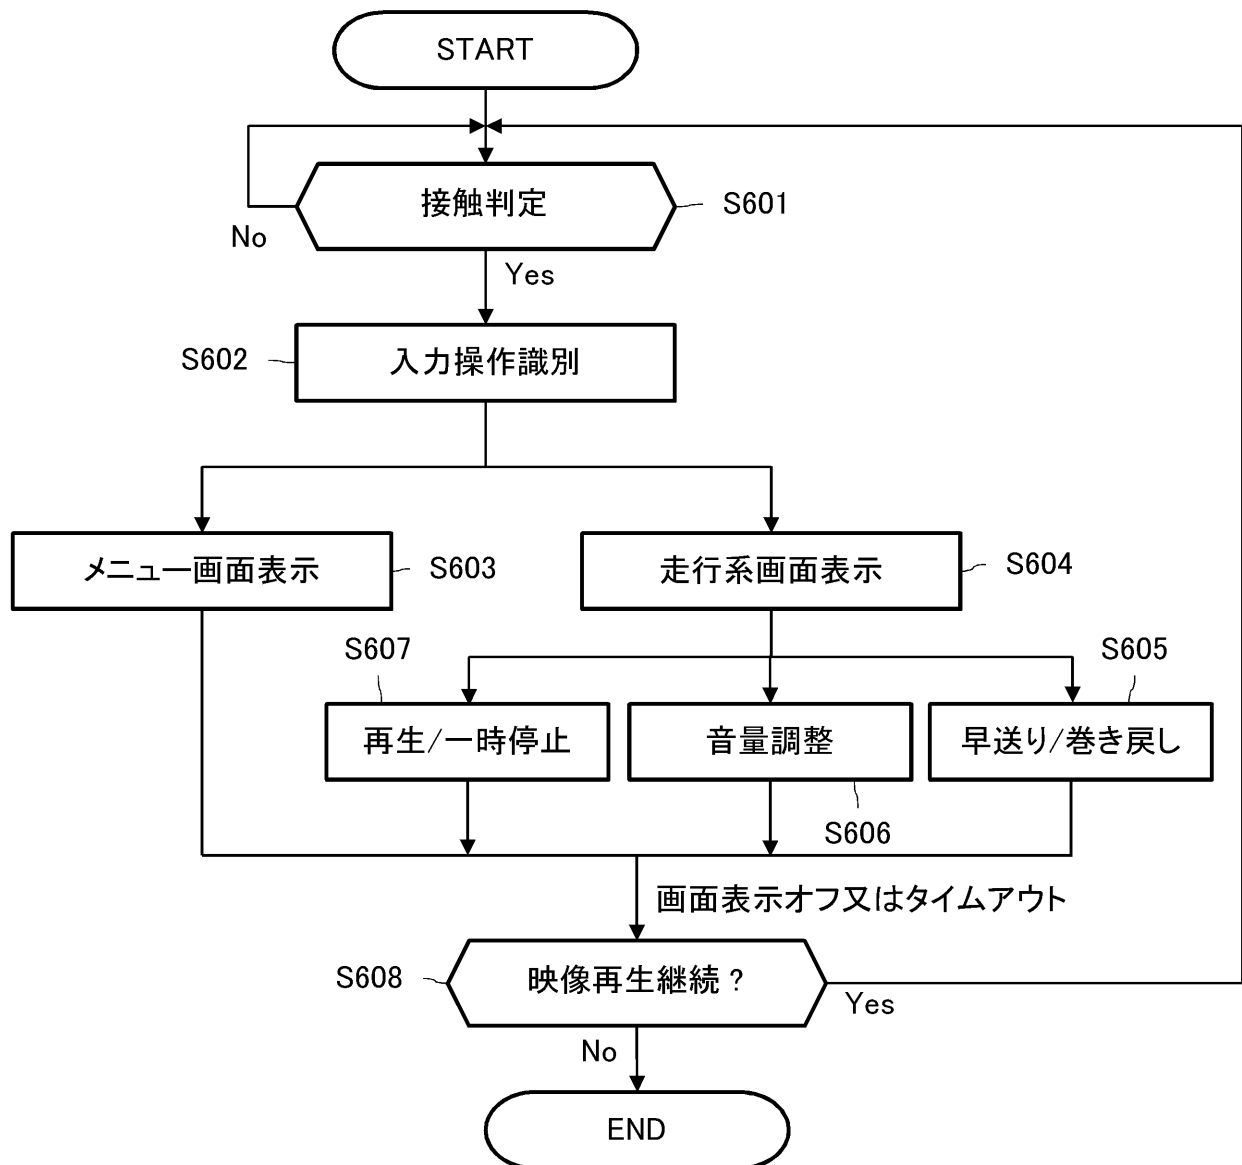 START
接触判定
S601
No
Yes
S602
入力操作識別
メニュー画面表示
S603
走行系画面表示
S604
S607
S605
再生/一時停止
音量調整
早送り/巻き戻し
S606
画面表示オフ又はタイムアウト
S608
映像再生継続?
Yes
No
END